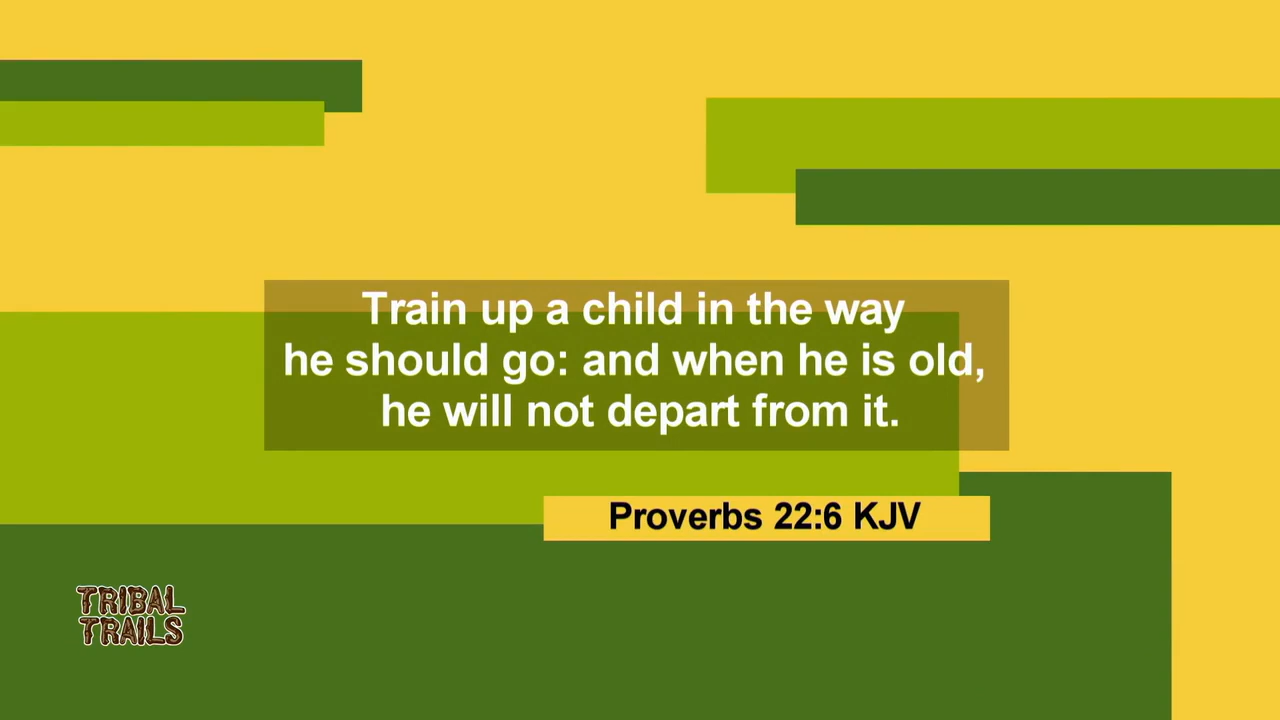 Train up a child in the way
he should go: and when he is old,
he will not depart from it.
Proverbs 22:6 KJV
TRIBAL
TRAILS